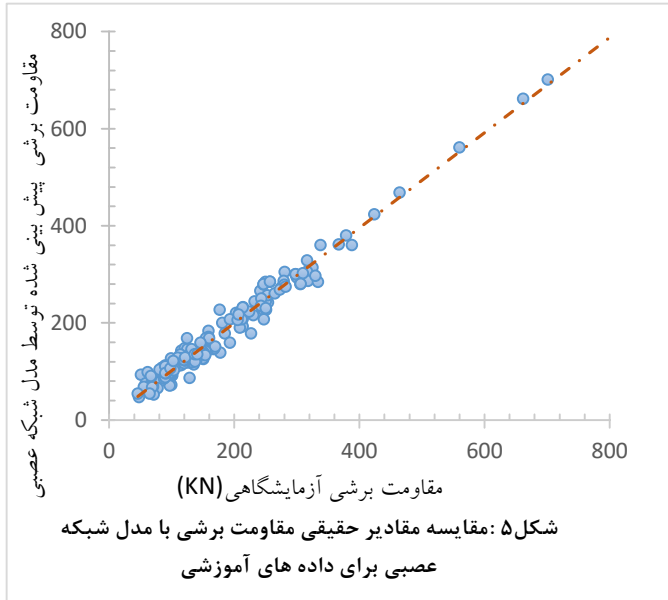 800
600
400
200
0
مقاومت برشی پیش بینی شده توسط مدل شبکه عصبی
0 200 400 600 800
مقاومت برشی آزمایشگاهی(KN)
شکل۵ :مقایسه مقادیر حقیقی مقاومت برشی با مدل شبکه
عصبی برای داده های آموزشی